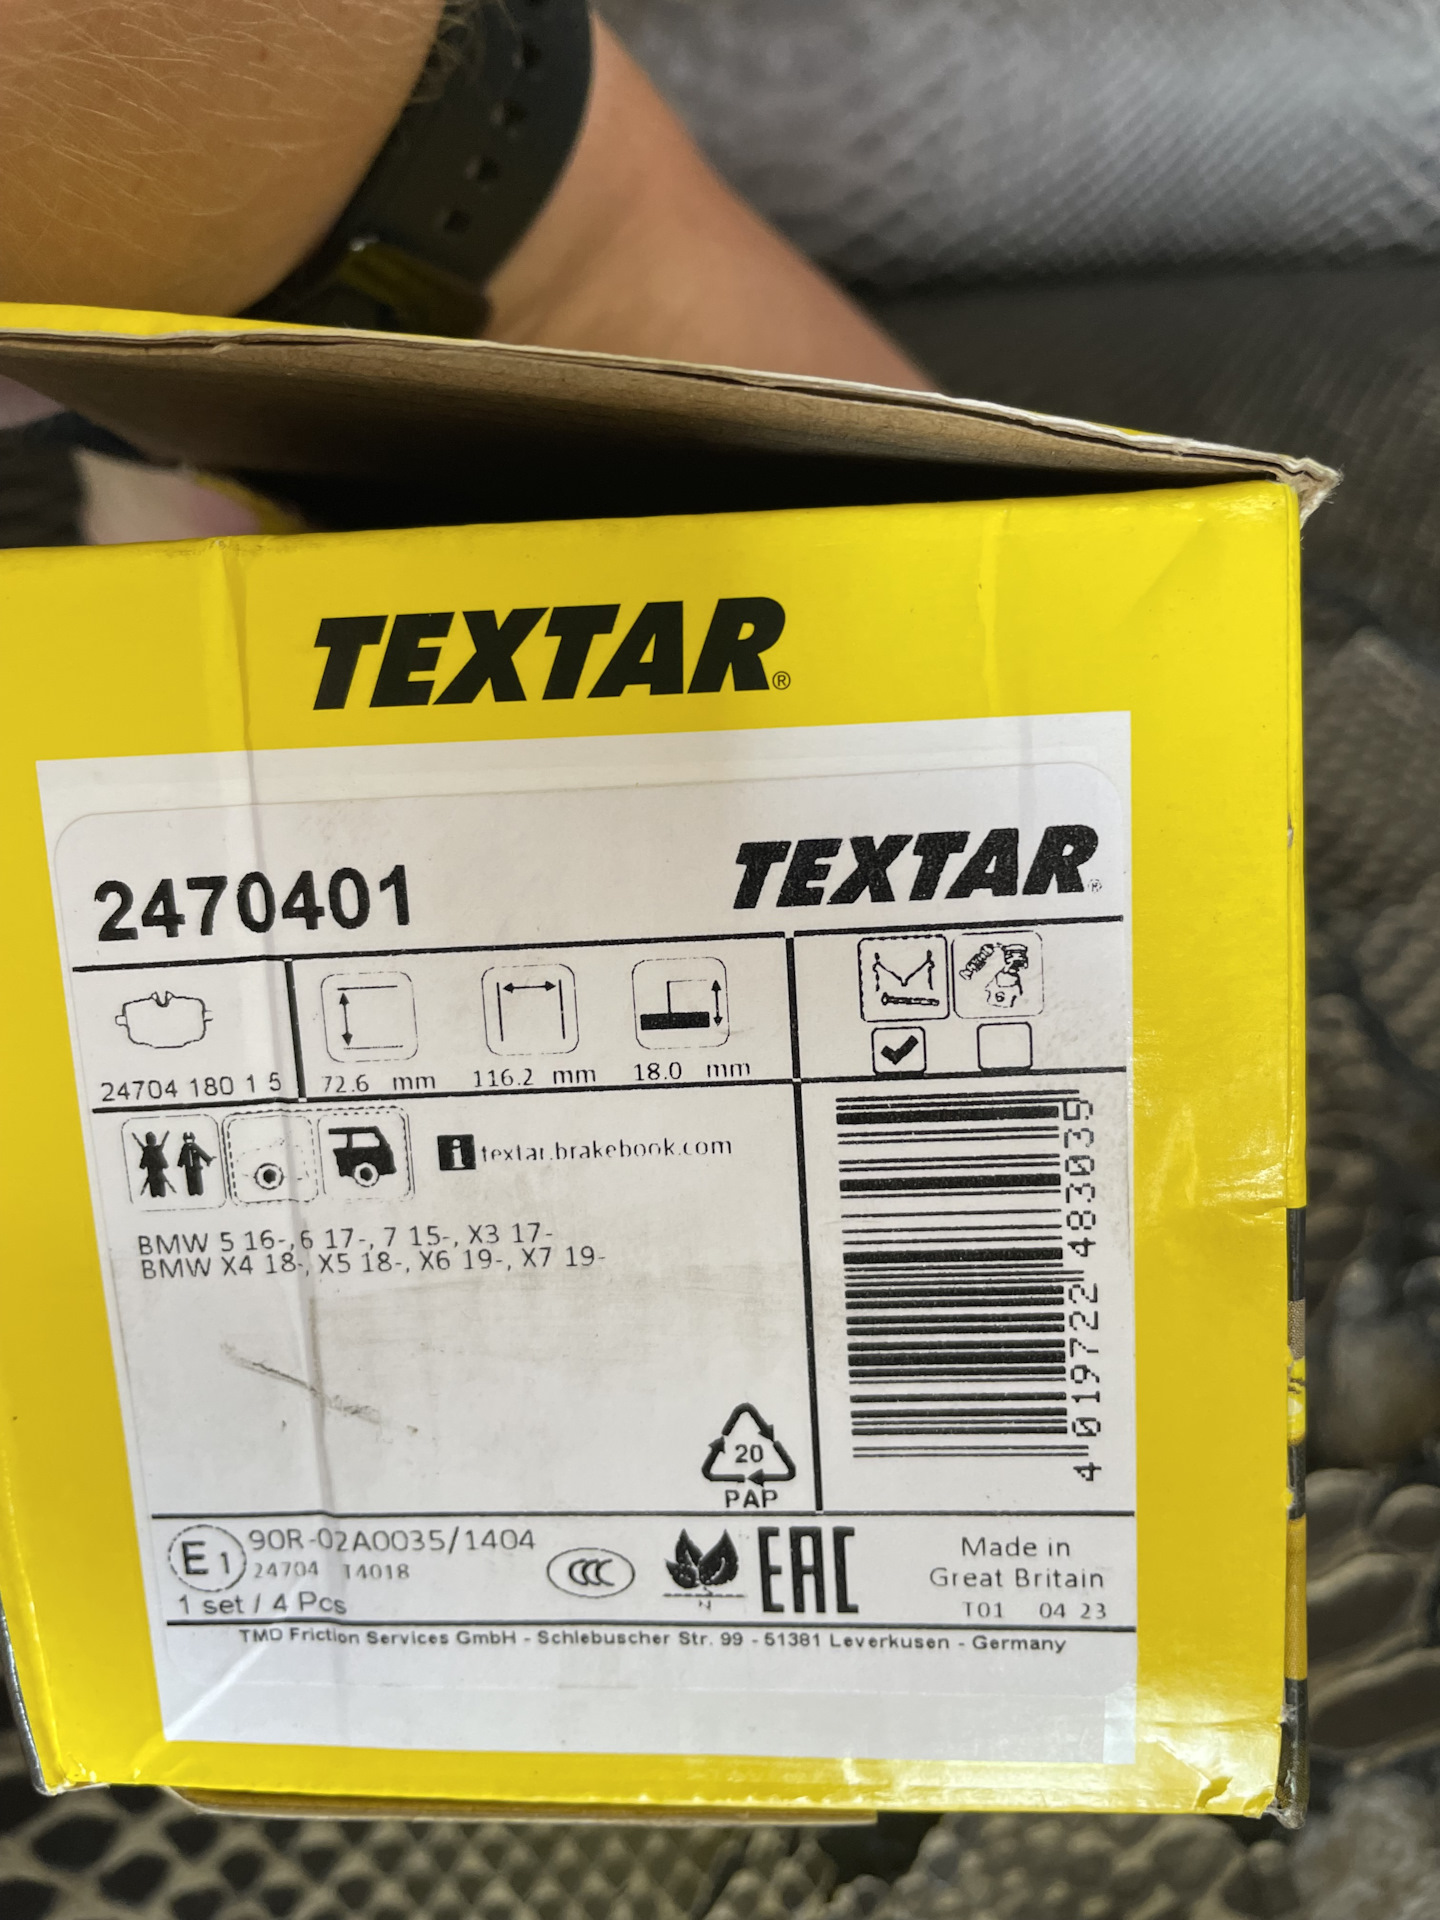 TEXTAR®
2470401
TEXTAR®
24704 180 1 5
72.6 mm
116.2 mm
18.0 mm
i textar.brakebook.com
BMW 5 16-,6 17-,7 15-, X3 17-
BMW X4 18-, X5 18-, X6 19-, X7 19-
4 019722 483035
20
PAP
E1 90R-02A0035/1404
24704 14018
1 set / 4 Pcs
CCC
N
EAC
Made in
Great Britain
T01 04 23
TMD Friction Services GmbH - Schlebuscher Str. 99 - 51381 Leverkusen - Germany